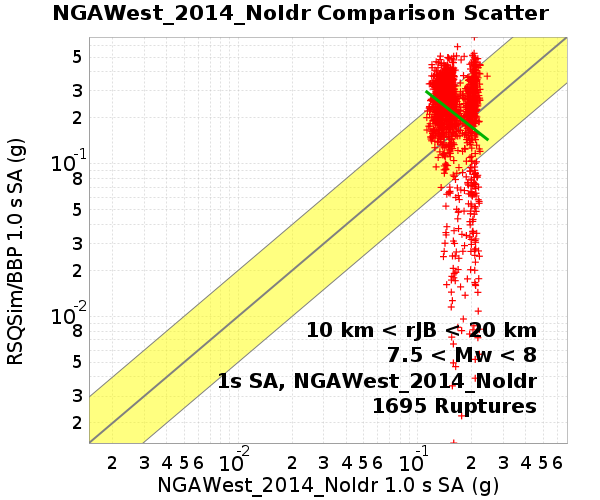 NGAWest_2014_NoIdr Comparison Scatter
RSQSim/BBP 1.0 s SA (g)
5
3
2
10-1
8
5
3
2
10-2
8
5
3
2
10 km < rJB < 20 km
7.5 < Mw < 8
1s SA, NGAWest_2014_NoIdr
1695 Ruptures
2 3 4 5 6 10-2 2 3 4 5 6 10-1 2 3 4 5 6
NGAWest_2014_NoIdr 1.0 s SA (g)